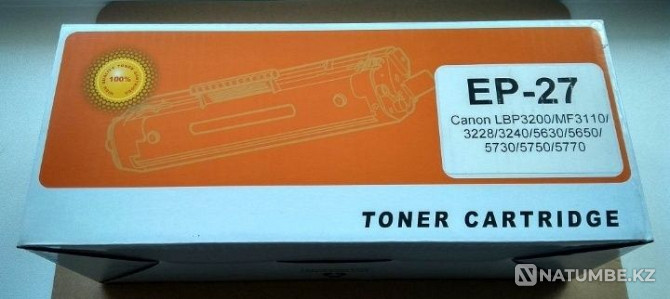 100%
EP-27
Canon LBP3200/MF3110/
3228/3240/5630/5650/
5730/5750/5770
TONER CARTRIDGE
NATUMBE.KZ